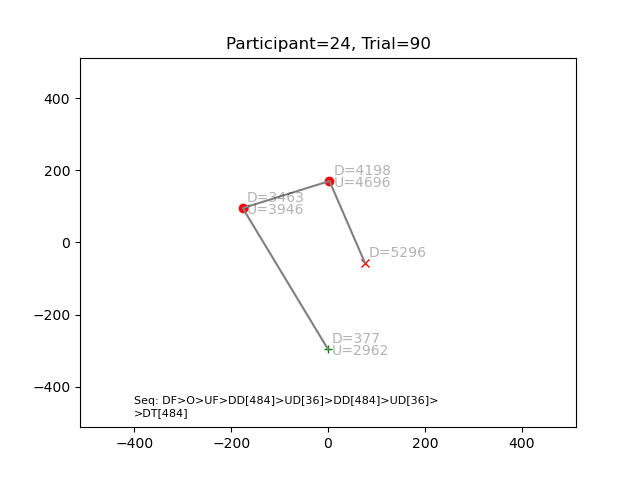 Participant=24, Trial=90
400
200
0
−200
−400
D=4198
U=4696
D=3463
U=3946
D=5296
D=377
U=2962
Seq: DF>O>UF>DD[484]>UD[36]>DD[484]>UD[36]>
>DT[484]
−400 −200 0 200 400